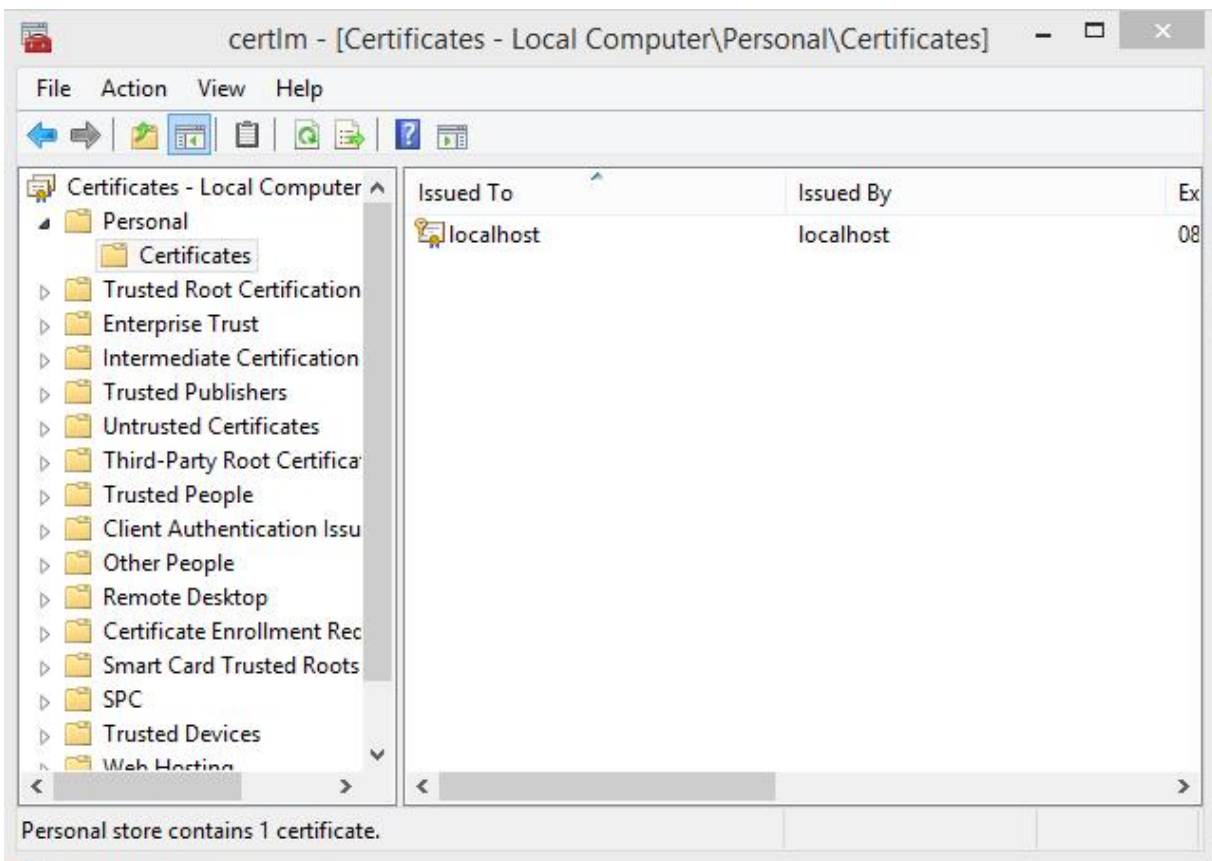 certlm - [Certificates - Local Computer\Personal\Certificates]
File Action View Help
Certificates - Local Computer
Personal
Certificates
Trusted Root Certification
Enterprise Trust
Intermediate Certification
Trusted Publishers
Untrusted Certificates
Third-Party Root Certifica
Trusted People
Client Authentication Issu
Other People
Remote Desktop
Certificate Enrollment Rec
Smart Card Trusted Roots
SPC
Trusted Devices
Web Hosting
Issued To Issued By Ex
localhost localhost 08
Personal store contains 1 certificate.